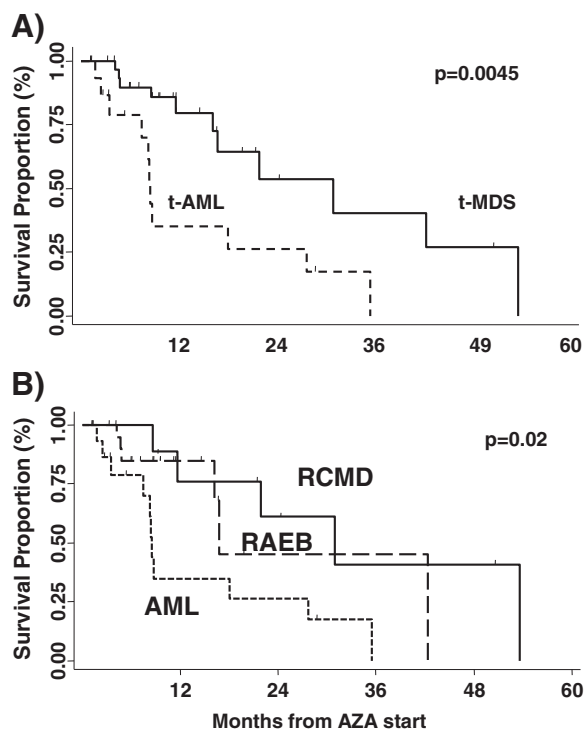 A)
Survival Proportion (%)
1.00
0.75
0.50
0.25
0.00
p=0.0045
t-AML
t-MDS
12 24 36 49 60
B)
Survival Proportion (%)
1.00
0.75
0.50
0.25
0.00
p=0.02
RCMD
RAEB
AML
12 24 36 48 60
Months from AZA start